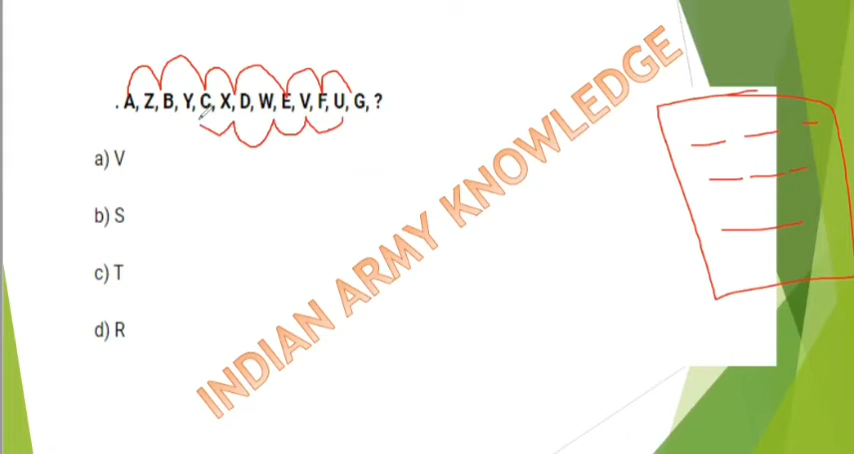 . A, Z, B, Y, C, X, D, W, E, V, F, U, G, ?
a) V
b) S
c) T
d) R
INDIAN ARMY KNOWLEDGE